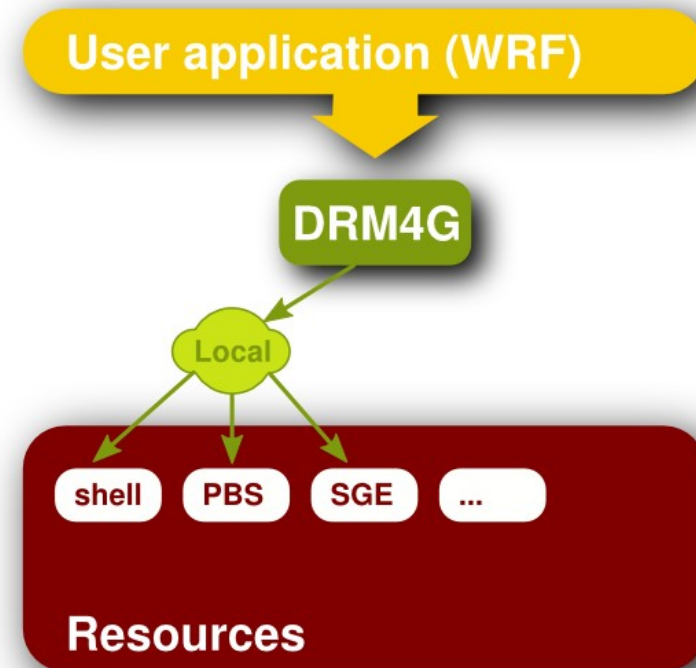 User application (WRF)
DRM4G
Local
shell PBS SGE ...
Resources